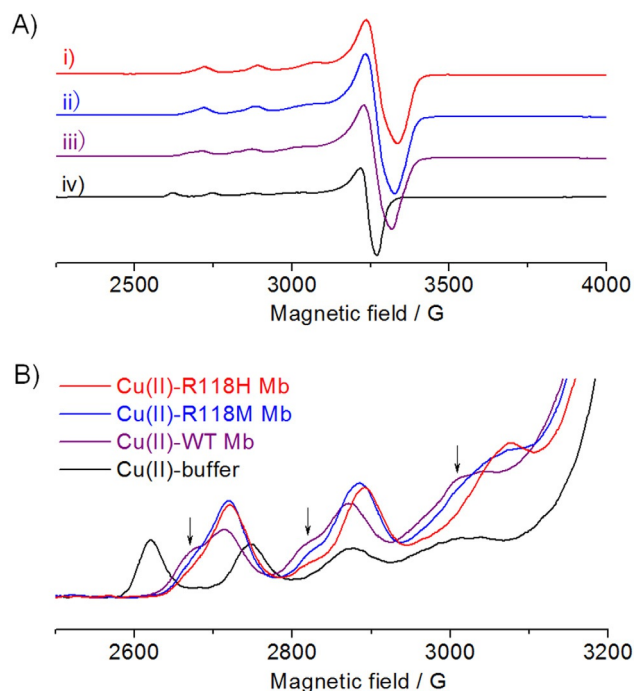 A)
i)
ii)
iii)
iv)
2500 3000 3500 4000
Magnetic field / G
B)
Cu(II)-R118H Mb
Cu(II)-R118M Mb
Cu(II)-WT Mb
Cu(II)-buffer
2600 2800 3000 3200
Magnetic field / G